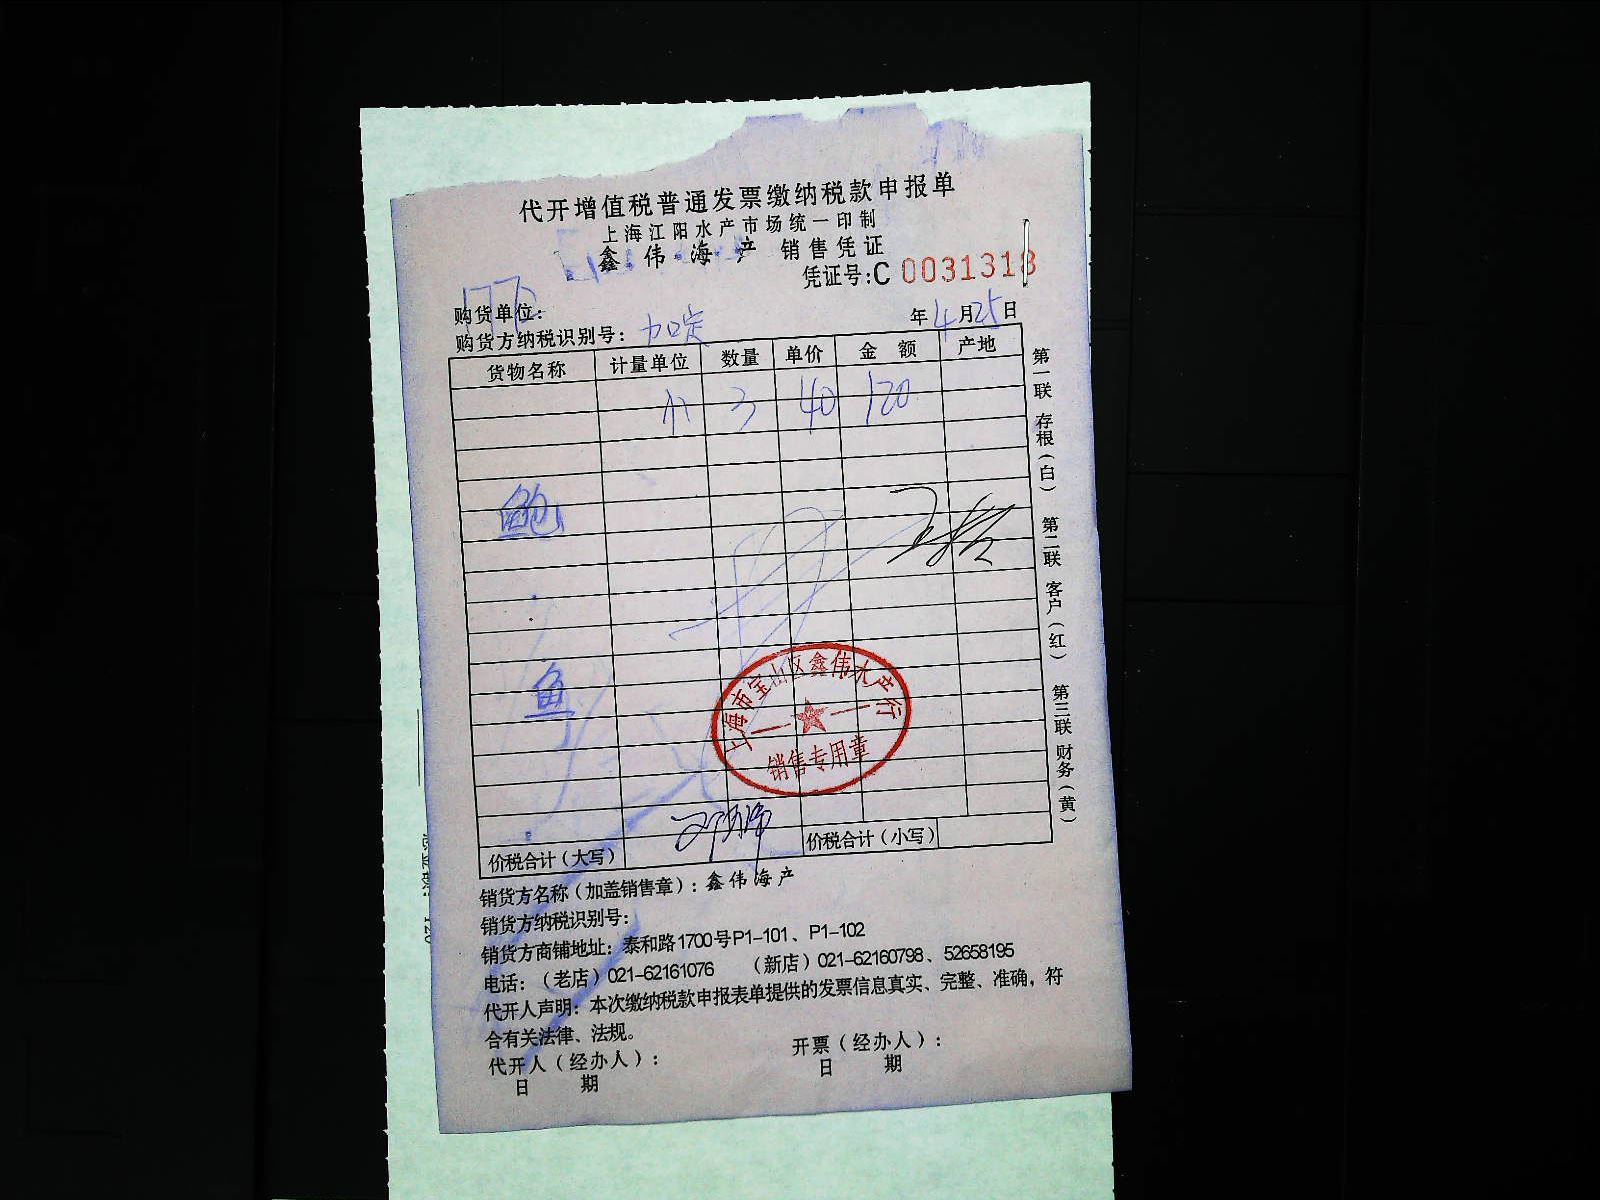 代开增值税普通发票缴纳税款申报单
上海江阳水产市场统一印制
鑫伟海产 销售凭证
凭证号:C 0031318
购货单位:
年4月25日
购货方纳税识别号: 加定
货物名称 计量单位 数量 单价 金额 产地
个 3 40 120
鲍
鱼
上海市宝山区鑫伟水产行
销售专用章
价税合计(大写) 价税合计(小写)
销货方名称(加盖销售章): 鑫伟海产
销货方纳税识别号:
销货方商铺地址: 泰和路1700号P1-101、P1-102
电话: (老店)021-62161076 (新店)021-62160798、52658195
代开人声明: 本次缴纳税款申报表单提供的发票信息真实、完整、准确,符
合有关法律、法规。
代开人(经办人): 开票(经办人):
日 期 日 期
第一联 存根(白) 第二联 客户(红) 第三联 财务(黄)